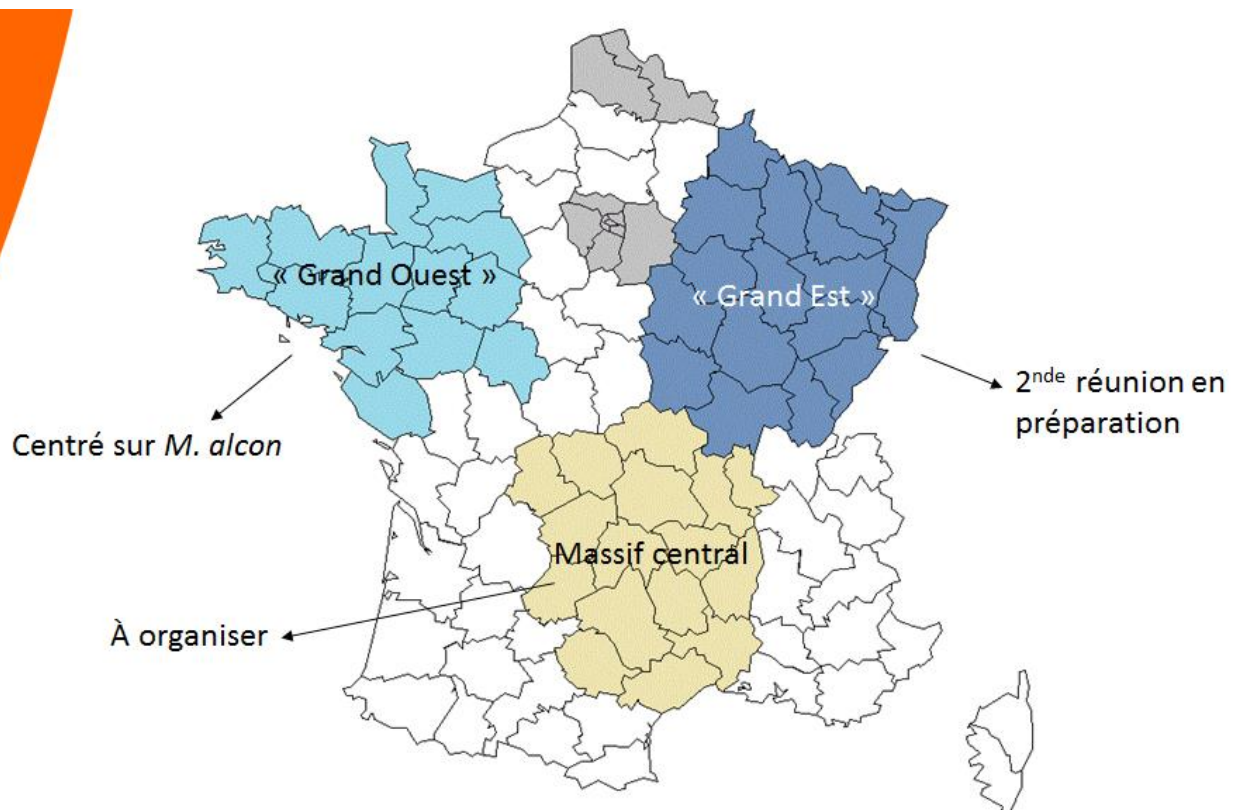 « Grand Ouest »
« Grand Est »
Centré sur M. alcon
2nde réunion en
préparation
Massif central
À organiser